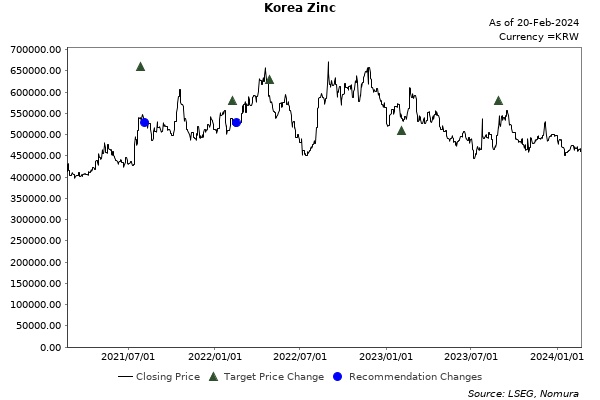 Korea Zinc
As of 20-Feb-2024
Currency =KRW
700000.00
650000.00
600000.00
550000.00
500000.00
450000.00
400000.00
350000.00
300000.00
250000.00
200000.00
150000.00
100000.00
50000.00
0.00
2021/07/01 2022/01/01 2022/07/01 2023/01/01 2023/07/01 2024/01/01
Closing Price Target Price Change Recommendation Changes
Source: LSEG, Nomura